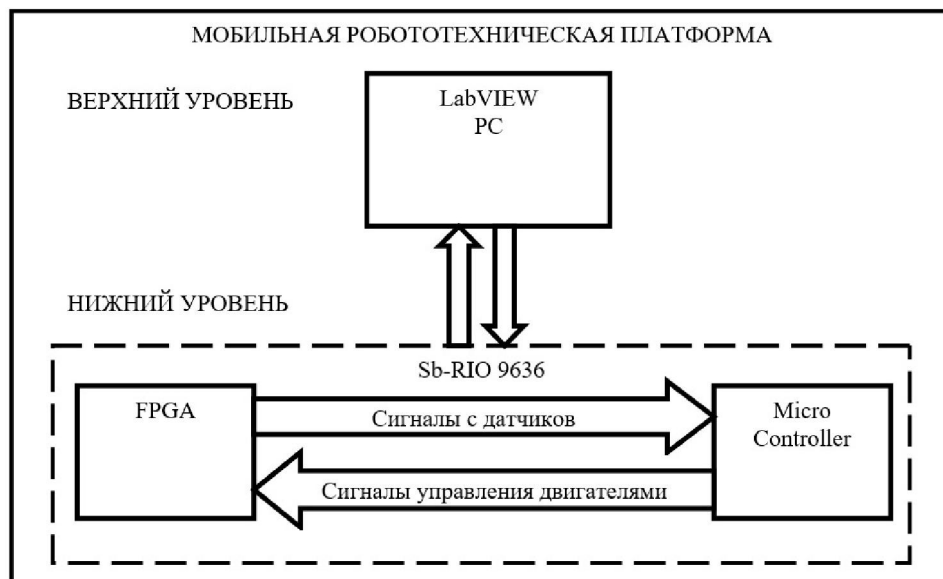 МОБИЛЬНАЯ РОБОТОТЕХНИЧЕСКАЯ ПЛАТФОРМА
ВЕРХНИЙ УРОВЕНЬ
LabVIEW
PC
НИЖНИЙ УРОВЕНЬ
Sb-RIO 9636
FPGA
Сигналы с датчиков
Micro
Controller
Сигналы управления двигателями